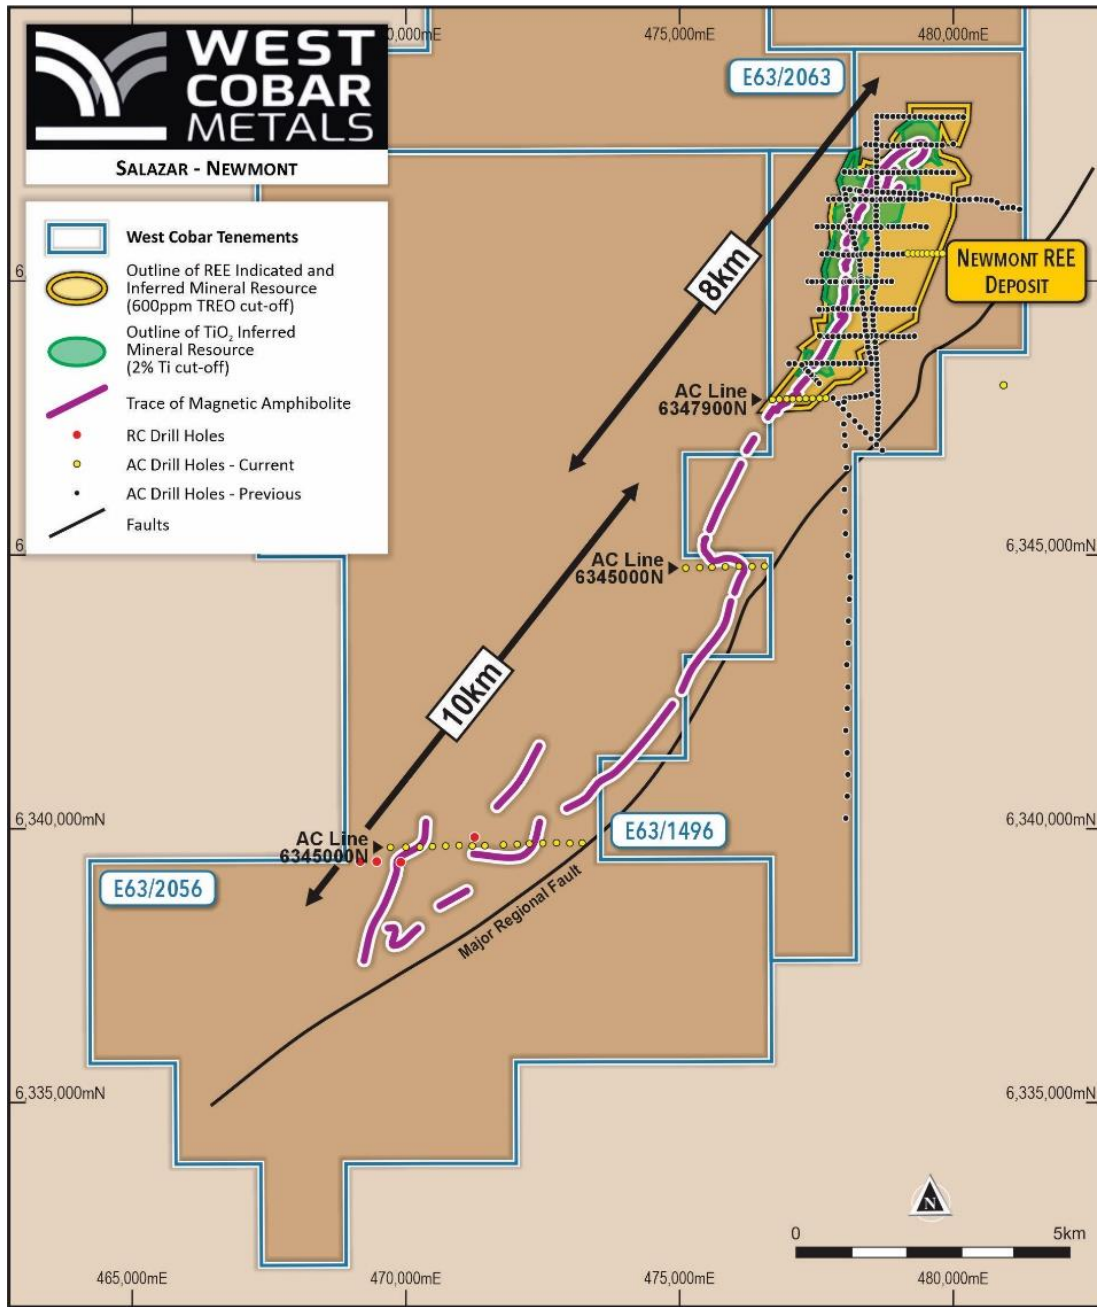 WEST
COBAR
METALS
SALAZAR - NEWMONT
0,000mE
475,000mE
480,000mE
E63/2063
West Cobar Tenements
Outline of REE Indicated and
Inferred Mineral Resource
(600ppm TREO cut-off)
Outline of TiO₂ Inferred
Mineral Resource
(2% Ti cut-off)
Trace of Magnetic Amphibolite
RC Drill Holes
AC Drill Holes - Current
AC Drill Holes - Previous
Faults
8km
NEWMONT REE
DEPOSIT
6
AC Line
6347900N
6
6,345,000mN
AC Line
6345000N
10km
6,340,000mN
6,340,000mN
AC Line
6345000N
E63/1496
E63/2056
Major Regional Fault
6,335,000mN
6,335,000mN
N
0
5km
465,000mE
470,000mE
475,000mE
480,000mE